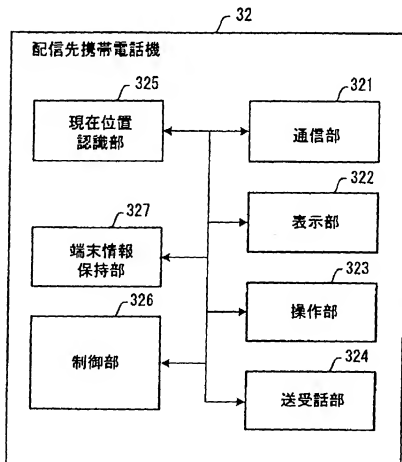 32
配信先携帯電話機
325
現在位置
認識部
321
通信部
322
表示部
327
端末情報
保持部
323
操作部
326
制御部
324
送受話部